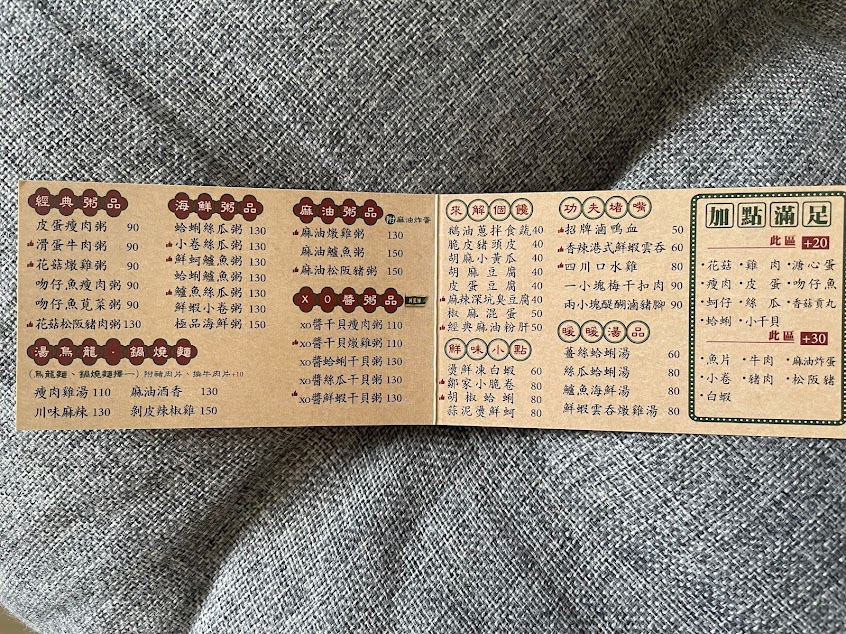 經典粥品
皮蛋瘦肉粥 90
滑蛋牛肉粥 90
花菇燉雞粥 90
吻仔魚瘦肉粥 90
吻仔魚莧菜粥 90
花菇松阪豬肉粥 130
海鮮粥品
蛤蜊絲瓜粥 130
小卷絲瓜粥 130
鮮蚵鱸魚粥 130
蛤蜊鱸魚粥 130
鱸魚絲瓜粥 130
鮮蝦小卷粥 130
極品海鮮粥 150
湯烏龍・鍋燒麵
(烏龍麵、鍋燒麵擇一) 附豬肉片、換牛肉片+10
瘦肉雞湯 110 麻油酒香 130
川味麻辣 130 剝皮辣椒雞 150
麻油粥品 附麻油炸蛋
麻油燉雞粥 130
麻油鱸魚粥 150
麻油松阪豬粥 150
XO醬粥品 NEW
xo醬干貝瘦肉粥 110
xo醬干貝燉雞粥 110
xo醬蛤蜊干貝粥 130
xo醬絲瓜干貝粥 130
xo醬鮮蝦干貝粥 130
來解個饞
鵝油蔥拌食蔬 40
脆皮豬頭皮 40
胡麻小黃瓜 40
胡麻豆腐 40
皮蛋豆腐 40
麻辣深坑臭豆腐 40
椒麻混蛋 50
經典麻油粉肝 50
鮮味小點
燙鮮凍白蝦 60
鄒家小脆卷 80
胡椒蛤蜊 80
蒜泥燙鮮蚵 80
功夫堵嘴
招牌滷鴨血 50
香辣港式鮮蝦雲吞 60
四川口水雞 80
一小塊梅干扣肉 90
兩小塊醍醐滷豬腳 90
暖暖湯品
薑絲蛤蜊湯 60
絲瓜蛤蜊湯 80
鱸魚海鮮湯 80
鮮蝦雲吞燉雞湯 80
加點滿足
此區 +20
・花菇 ・雞肉 ・溏心蛋
・瘦肉 ・皮蛋 ・吻仔魚
・蚵仔 ・絲瓜 ・香菇貢丸
・蛤蜊 ・小干貝
此區 +30
・魚片 ・牛肉 ・麻油炸蛋
・小卷 ・豬肉 ・松阪豬
・白蝦